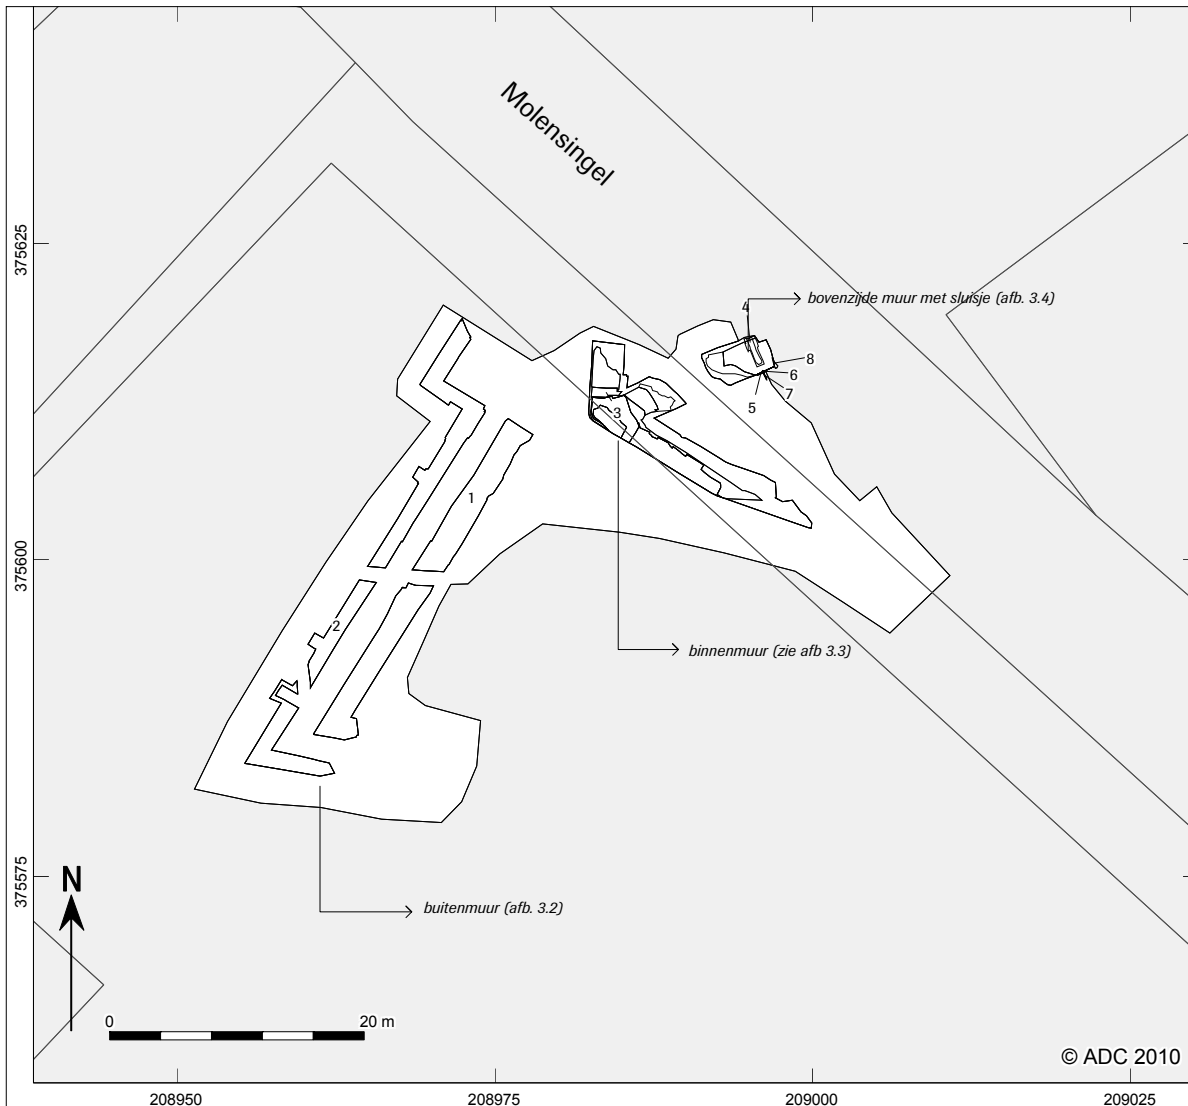 Molensingel
375625
bovenzijde muur met sluisje (afb. 3.4)
4
8
6
7
5
3
1
375600
2
binnenmuur (zie afb 3.3)
375575
N
buitenmuur (afb. 3.2)
0 20 m
© ADC 2010
208950 208975 209000 209025